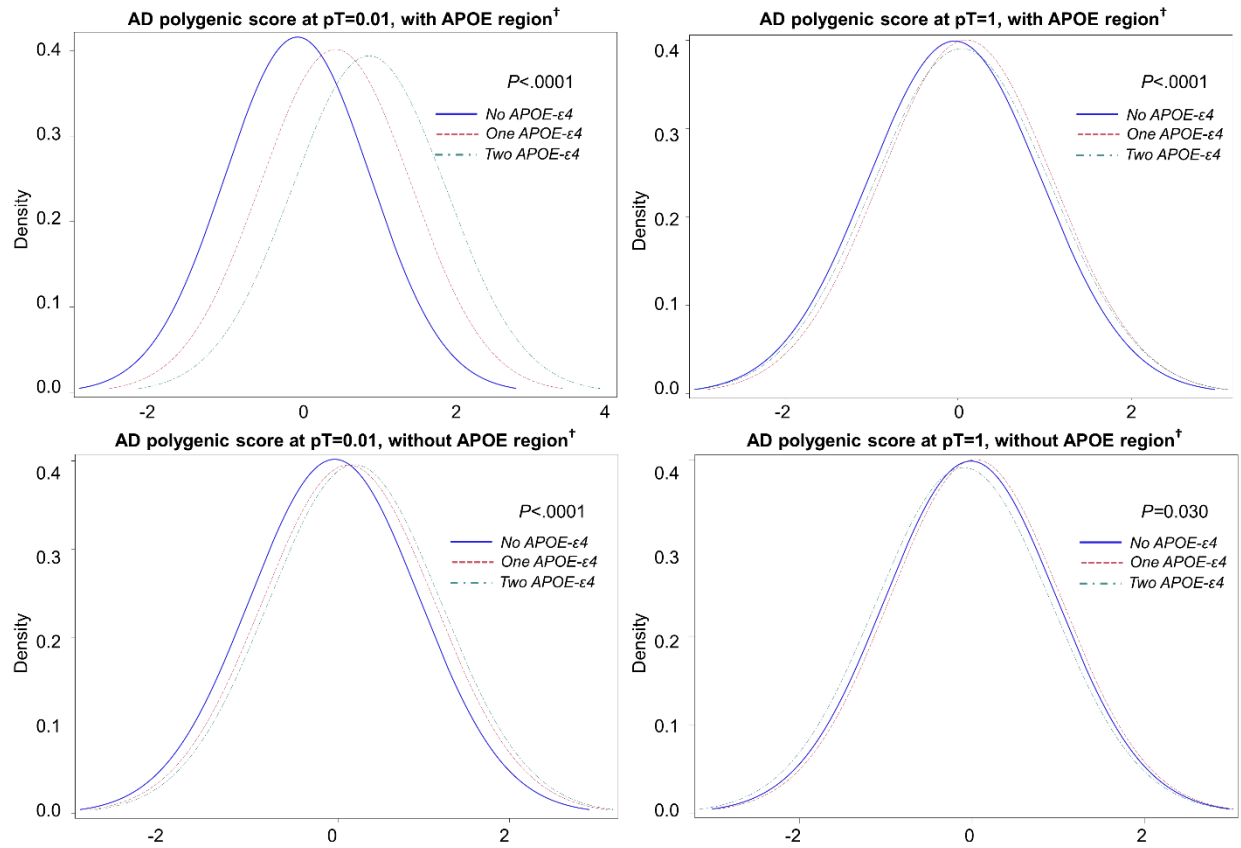 AD polygenic score at pT=0.01, with APOE region†
0.4
P<.0001
No APOE-ε4
0.3
One APOE-ε4
Two APOE-ε4
Density
0.2
0.1
0.0
-2 0 2 4
AD polygenic score at pT=1, with APOE region†
0.4
P<.0001
No APOE-ε4
0.3
One APOE-ε4
Two APOE-ε4
Density
0.2
0.1
0.0
-2 0 2
AD polygenic score at pT=0.01, without APOE region†
0.4
P<.0001
No APOE-ε4
0.3
One APOE-ε4
Two APOE-ε4
Density
0.2
0.1
0.0
-2 0 2
AD polygenic score at pT=1, without APOE region†
0.4
P=0.030
No APOE-ε4
0.3
One APOE-ε4
Two APOE-ε4
Density
0.2
0.1
0.0
-2 0 2